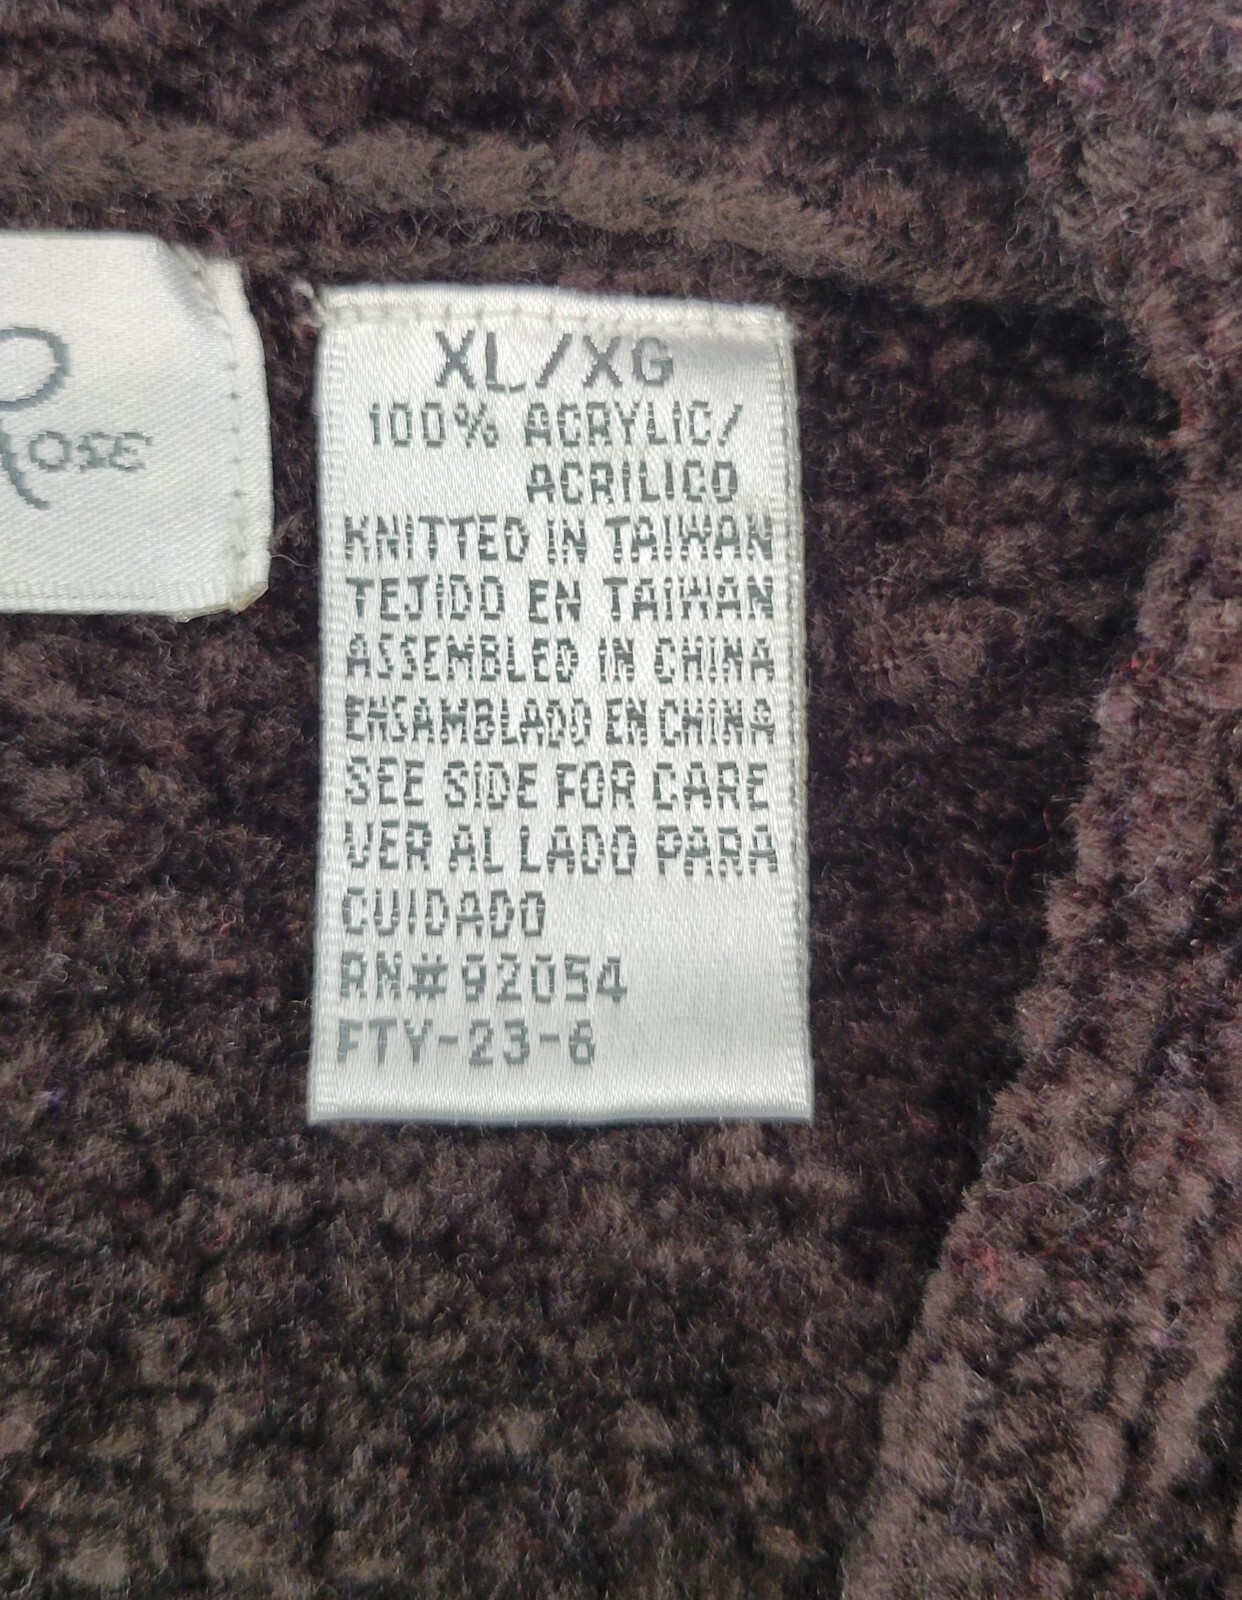 Rose
XL/XG
100% ACRYLIC/
ACRILICO
KNITTED IN TAIWAN
TEJIDO EN TAIWAN
ASSEMBLED IN CHINA
ENSAMBLADO EN CHINA
SEE SIDE FOR CARE
VER AL LADO PARA
CUIDADO
RN#92054
FTY-23-6